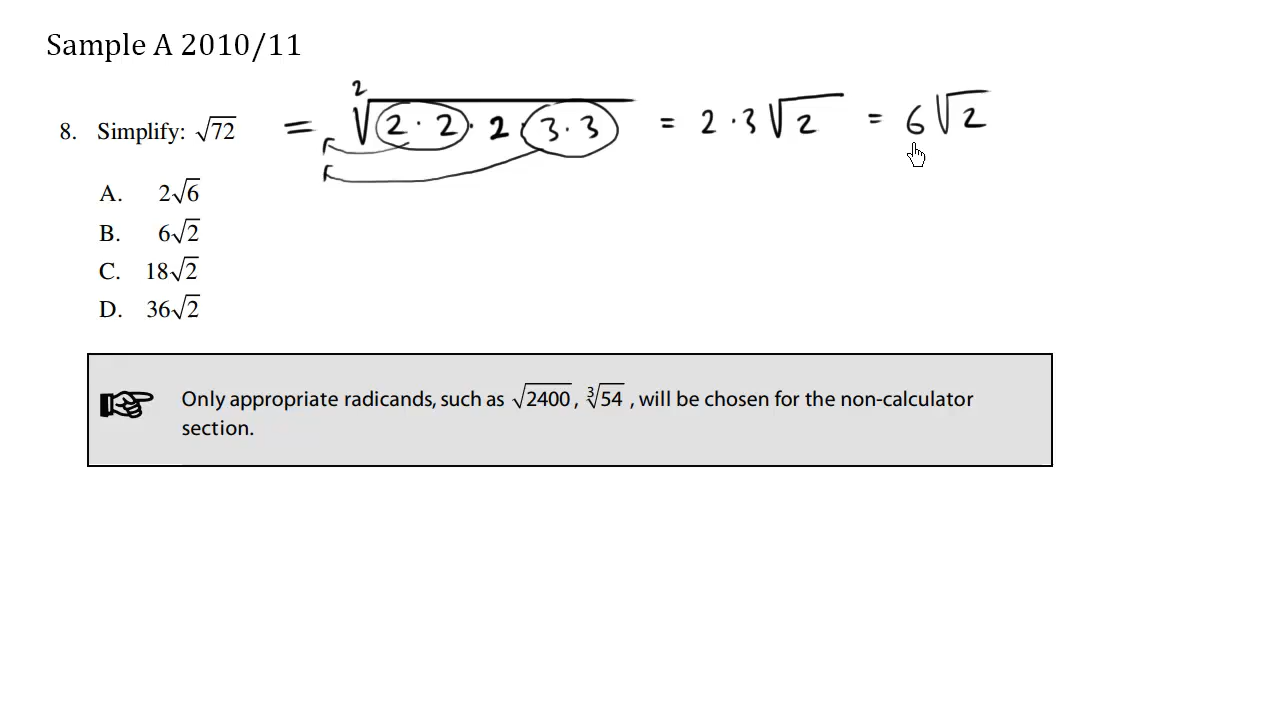 Sample A 2010/11
8. Simplify: √72 = ²√2·2·2·3·3 = 2·3√2 = 6√2
A. 2√6
B. 6√2
C. 18√2
D. 36√2
Only appropriate radicands, such as √2400, ³√54, will be chosen for the non-calculator
section.